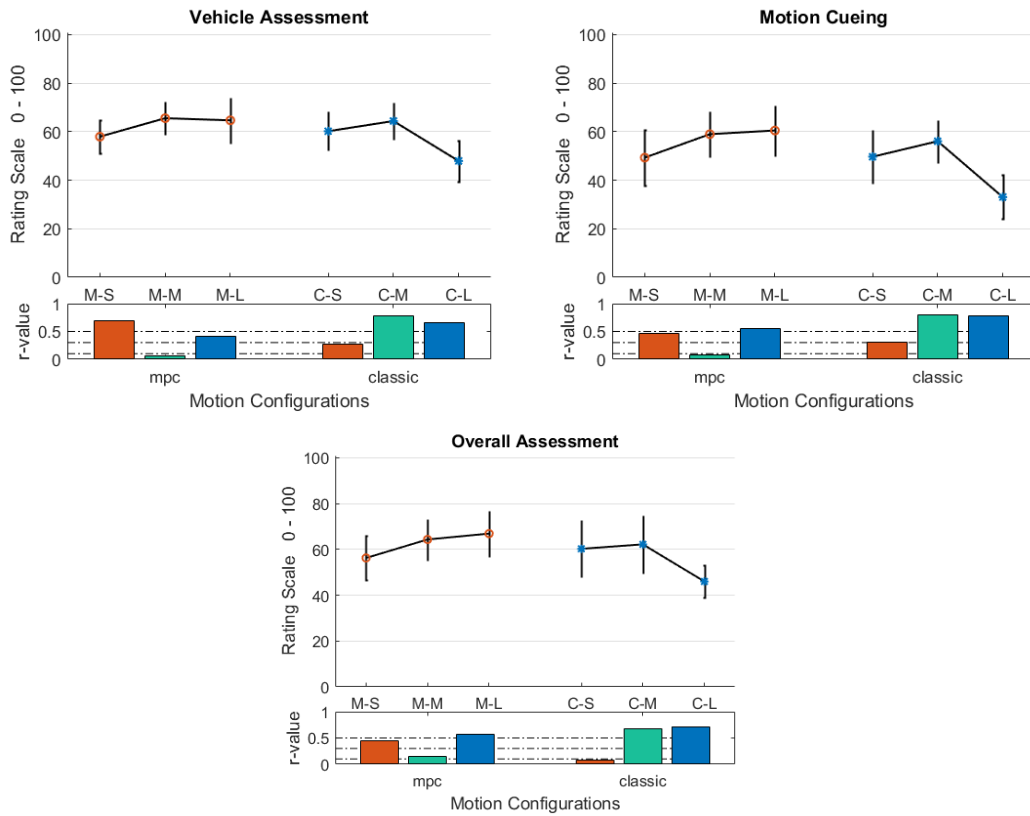 Vehicle Assessment
100
80
60
40
20
0
Rating Scale 0 - 100
M-S M-M M-L C-S C-M C-L
1
0.5
0
r-value
mpc classic
Motion Configurations
Motion Cueing
100
80
60
40
20
0
Rating Scale 0 - 100
M-S M-M M-L C-S C-M C-L
1
0.5
0
r-value
mpc classic
Motion Configurations
Overall Assessment
100
80
60
40
20
0
Rating Scale 0 - 100
M-S M-M M-L C-S C-M C-L
1
0.5
0
r-value
mpc classic
Motion Configurations